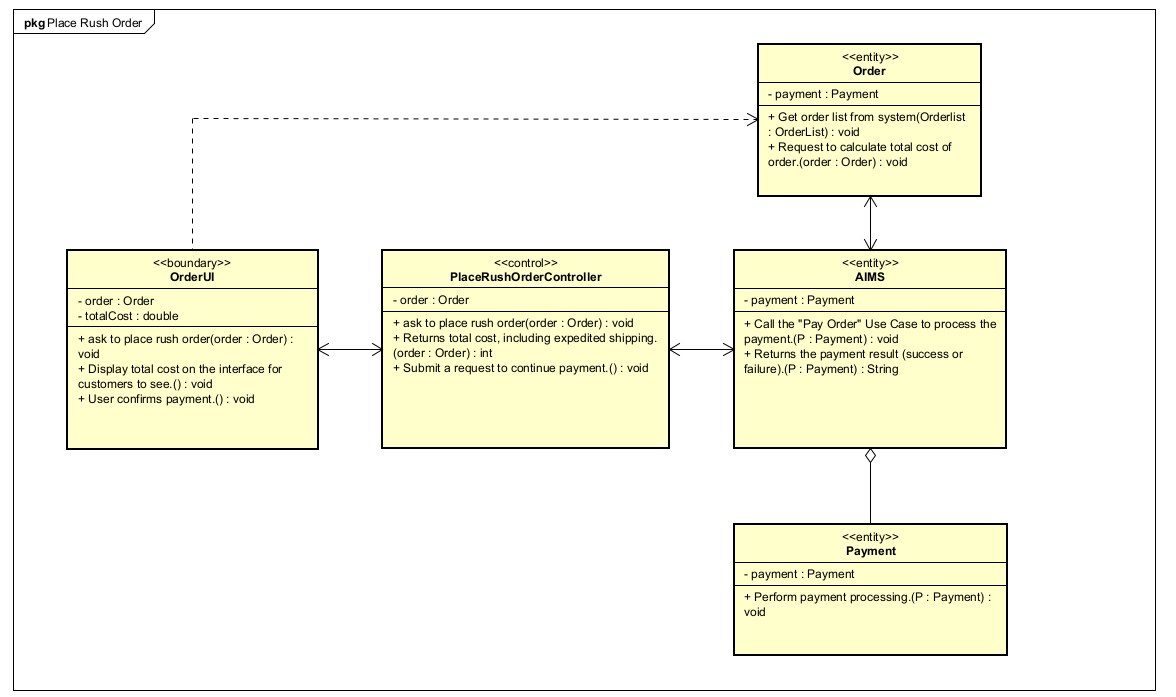 pkg Place Rush Order
<<entity>>
Order
- payment : Payment
+ Get order list from system(Orderlist
: OrderList) : void
+ Request to calculate total cost of
order.(order : Order) : void
<<boundary>>
OrderUI
- order : Order
- totalCost : double
+ ask to place rush order(order : Order) :
void
+ Display total cost on the interface for
customers to see.() : void
+ User confirms payment.() : void
<<control>>
PlaceRushOrderController
- order : Order
+ ask to place rush order(order : Order) : void
+ Returns total cost, including expedited shipping.
(order : Order) : int
+ Submit a request to continue payment.() : void
<<entity>>
AIMS
- payment : Payment
+ Call the "Pay Order" Use Case to process the
payment.(P : Payment) : void
+ Returns the payment result (success or
failure).(P : Payment) : String
<<entity>>
Payment
- payment : Payment
+ Perform payment processing.(P : Payment) :
void